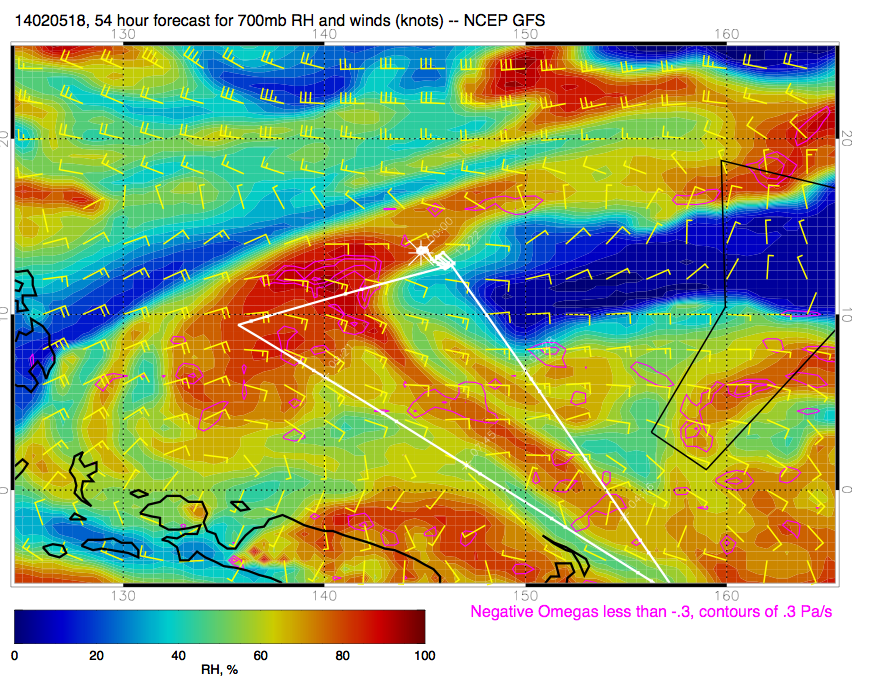 14020518, 54 hour forecast for 700mb RH and winds (knots) -- NCEP GFS
130 140 150 160
20 20
10 10
0 0
130 140 150 160
Negative Omegas less than -.3, contours of .3 Pa/s
0 20 40 60 80 100
RH, %